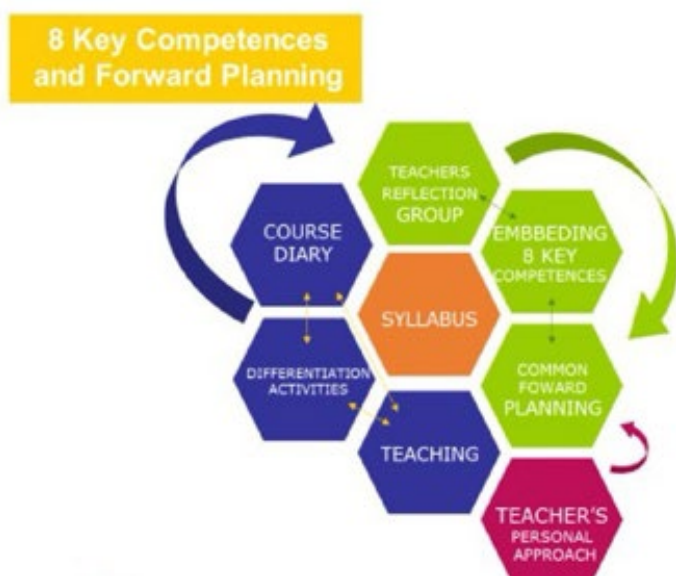 8 Key Competences
and Forward Planning
TEACHERS
REFLECTION
GROUP
COURSE
DIARY
EMBBEDING
8 KEY
COMPETENCES
SYLLABUS
DIFFERENTIATION
ACTIVITIES
COMMON
FOWARD
PLANNING
TEACHING
TEACHER'S
PERSONAL
APPROACH